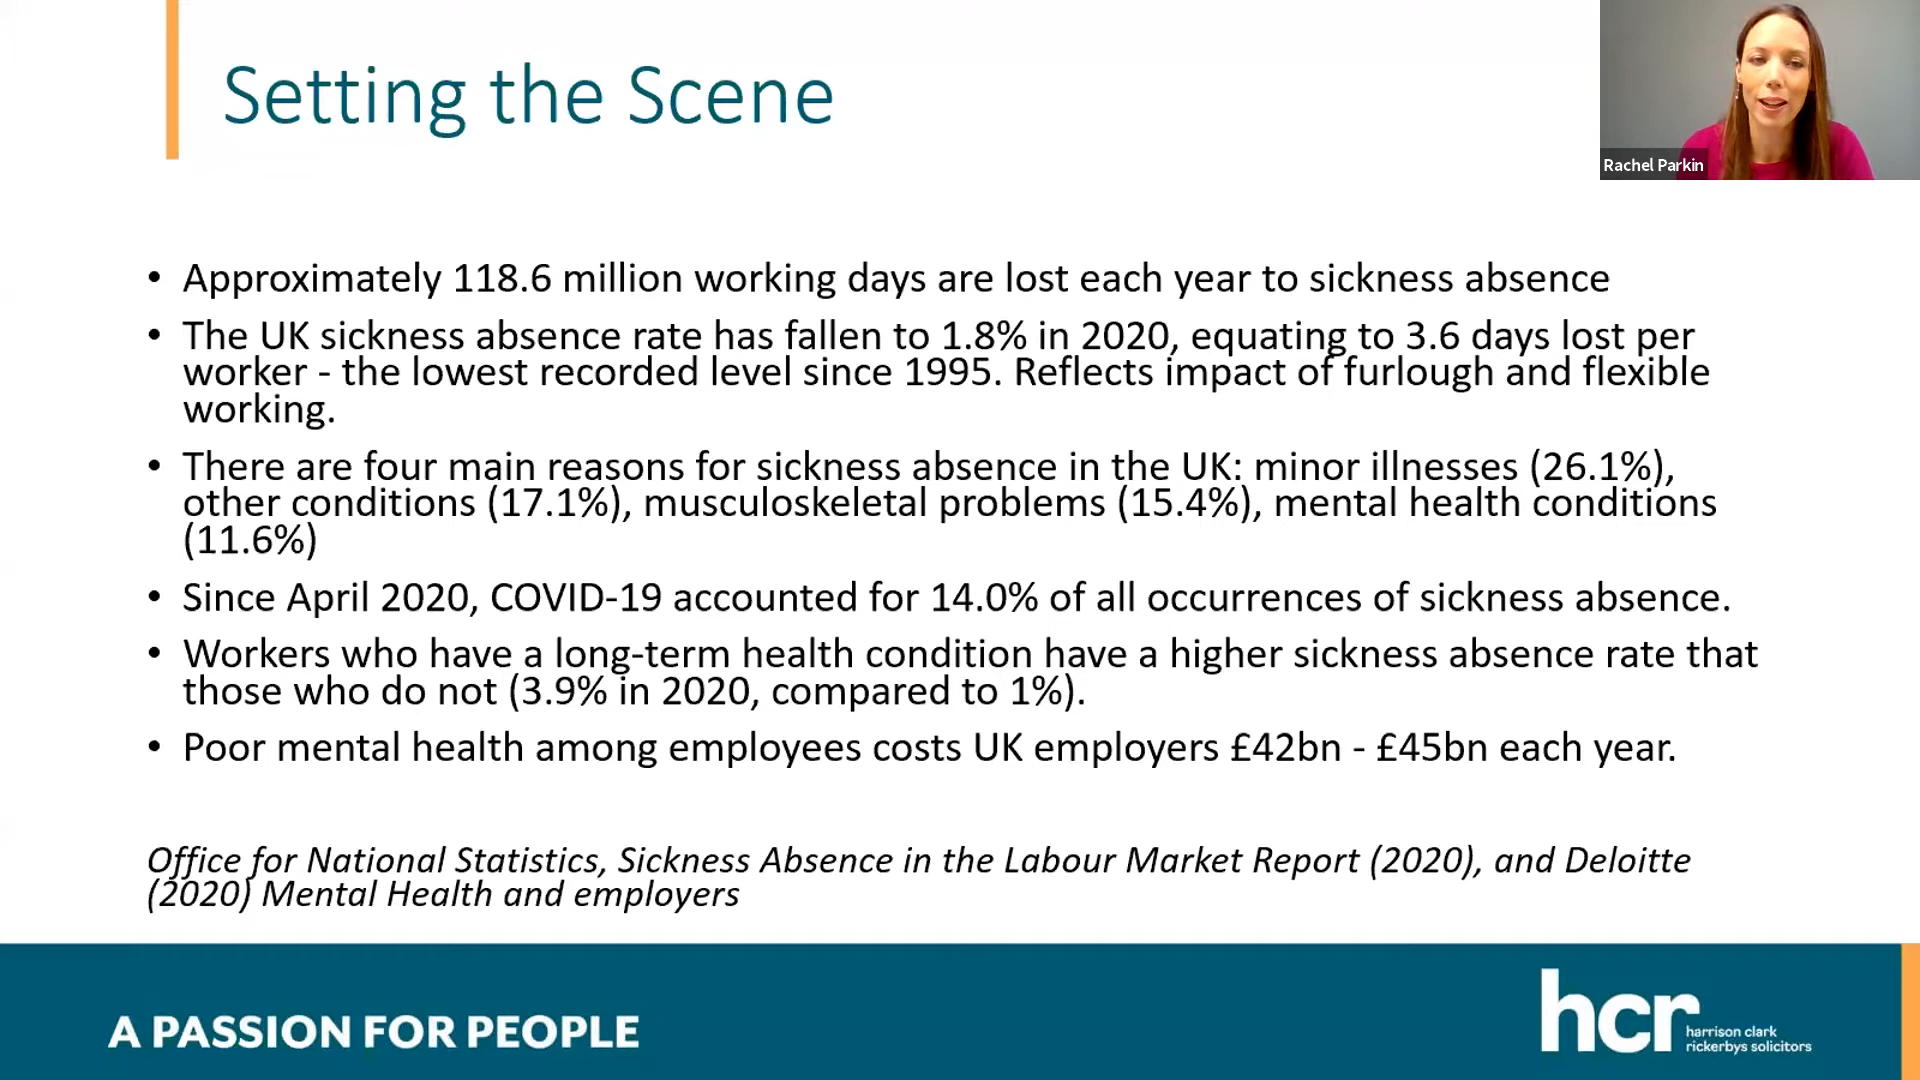 Setting the Scene
Rachel Parkin
• Approximately 118.6 million working days are lost each year to sickness absence
• The UK sickness absence rate has fallen to 1.8% in 2020, equating to 3.6 days lost per
worker - the lowest recorded level since 1995. Reflects impact of furlough and flexible
working.
• There are four main reasons for sickness absence in the UK: minor illnesses (26.1%),
other conditions (17.1%), musculoskeletal problems (15.4%), mental health conditions
(11.6%)
• Since April 2020, COVID-19 accounted for 14.0% of all occurrences of sickness absence.
• Workers who have a long-term health condition have a higher sickness absence rate that
those who do not (3.9% in 2020, compared to 1%).
• Poor mental health among employees costs UK employers £42bn - £45bn each year.
Office for National Statistics, Sickness Absence in the Labour Market Report (2020), and Deloitte
(2020) Mental Health and employers
A PASSION FOR PEOPLE
hcr
harrison clark
rickerbys solicitors